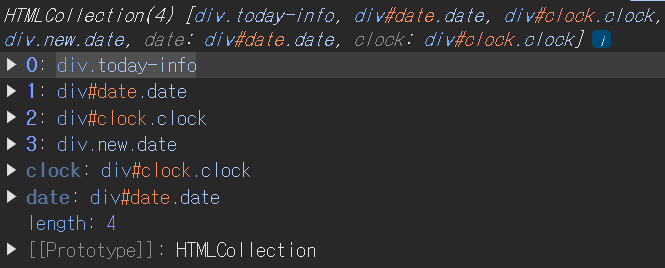 HTMLCollection(4) [div.today-info, div#date.date, div#clock.clock,
div.new.date, date: div#date.date, clock: div#clock.clock] i
▶ 0: div.today-info
▶ 1: div#date.date
▶ 2: div#clock.clock
▶ 3: div.new.date
▶ clock: div#clock.clock
▶ date: div#date.date
length: 4
▶ [[Prototype]]: HTMLCollection